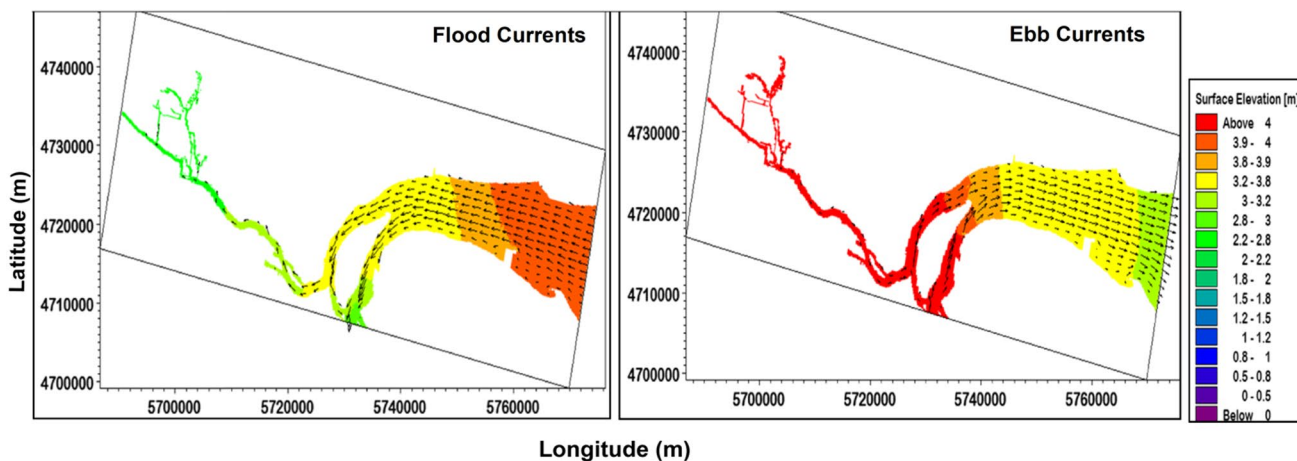 Flood Currents
4740000
4730000
4720000
4710000
4700000
5700000 5720000 5740000 5760000
Ebb Currents
4740000
4730000
4720000
4710000
4700000
5700000 5720000 5740000 5760000
Latitude (m)
Longitude (m)
Surface Elevation [m]
Above 4
3.9 - 4
3.8 - 3.9
3.2 - 3.8
3 - 3.2
2.8 - 3
2.2 - 2.8
2 - 2.2
1.8 - 2
1.5 - 1.8
1.2 - 1.5
1 - 1.2
0.8 - 1
0.5 - 0.8
0 - 0.5
Below 0